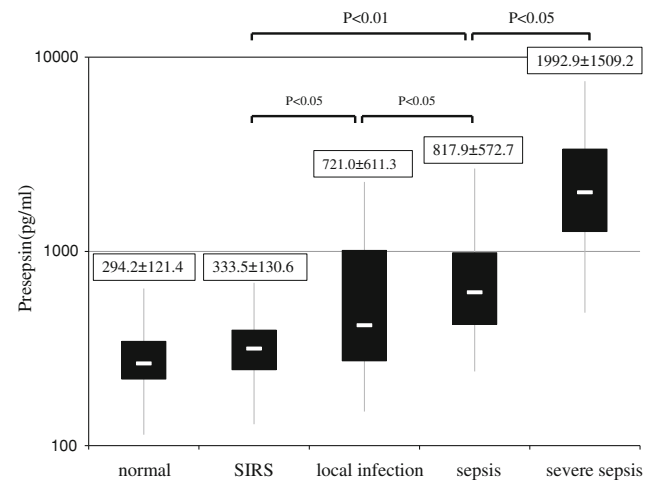 P<0.01
P<0.05
10000
1992.9±1509.2
P<0.05
P<0.05
721.0±611.3
817.9±572.7
Presepsin(pg/ml)
1000
294.2±121.4
333.5±130.6
100
normal
SIRS
local infection
sepsis
severe sepsis